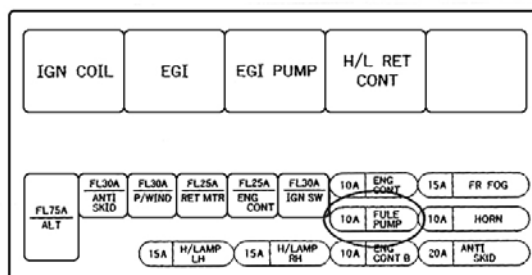 IGN COIL
EGI
EGI PUMP
H/L RET
CONT
FL75A
ALT
FL30A
ANTI
SKID
FL30A
P/WIND
FL25A
RET MTR
FL25A
ENG
CONT
FL30A
IGN SW
10A ENG
CONT
15A FR FOG
10A FULE
PUMP
10A HORN
15A H/LAMP
LH
15A H/LAMP
RH
10A ENG
CONT B
20A ANTI
SKID